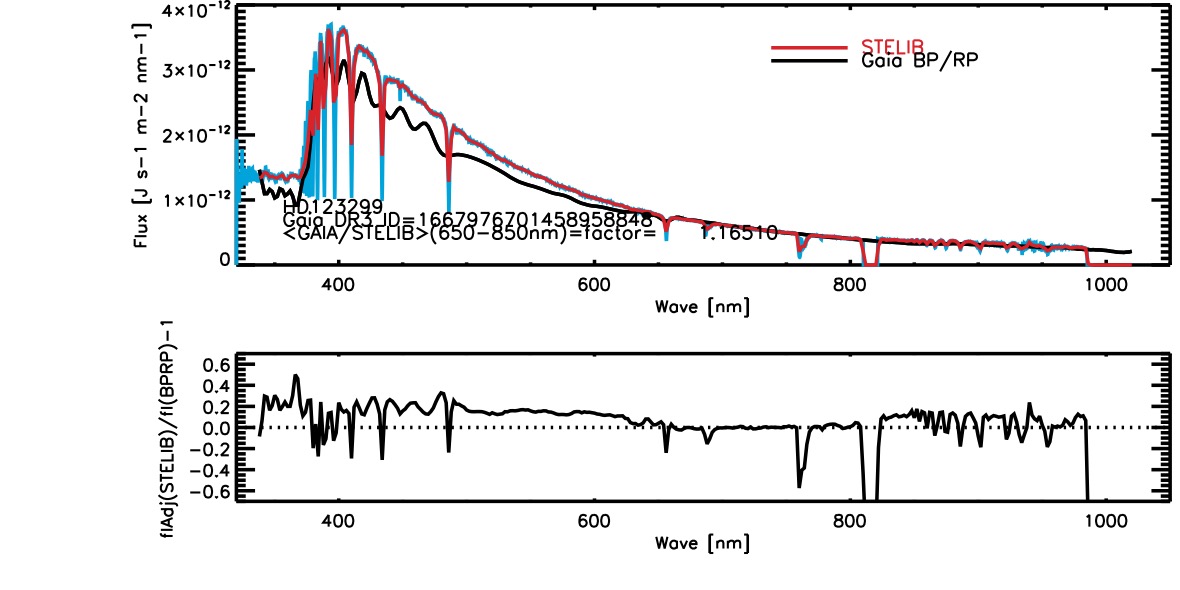 4×10⁻¹²
3×10⁻¹²
2×10⁻¹²
1×10⁻¹²
0
Flux [J s−1 m−2 nm−1]
STELIB
Gaia BP/RP
HD123299
Gaia DR3 ID=1667976701458958848
<GAIA/STELIB>(650−850nm)=factor= 1.16510
400 600 800 1000
Wave [nm]
flAdj(STELIB)/fl(BPRP)−1
0.6
0.4
0.2
0.0
−0.2
−0.4
−0.6
400 600 800 1000
Wave [nm]